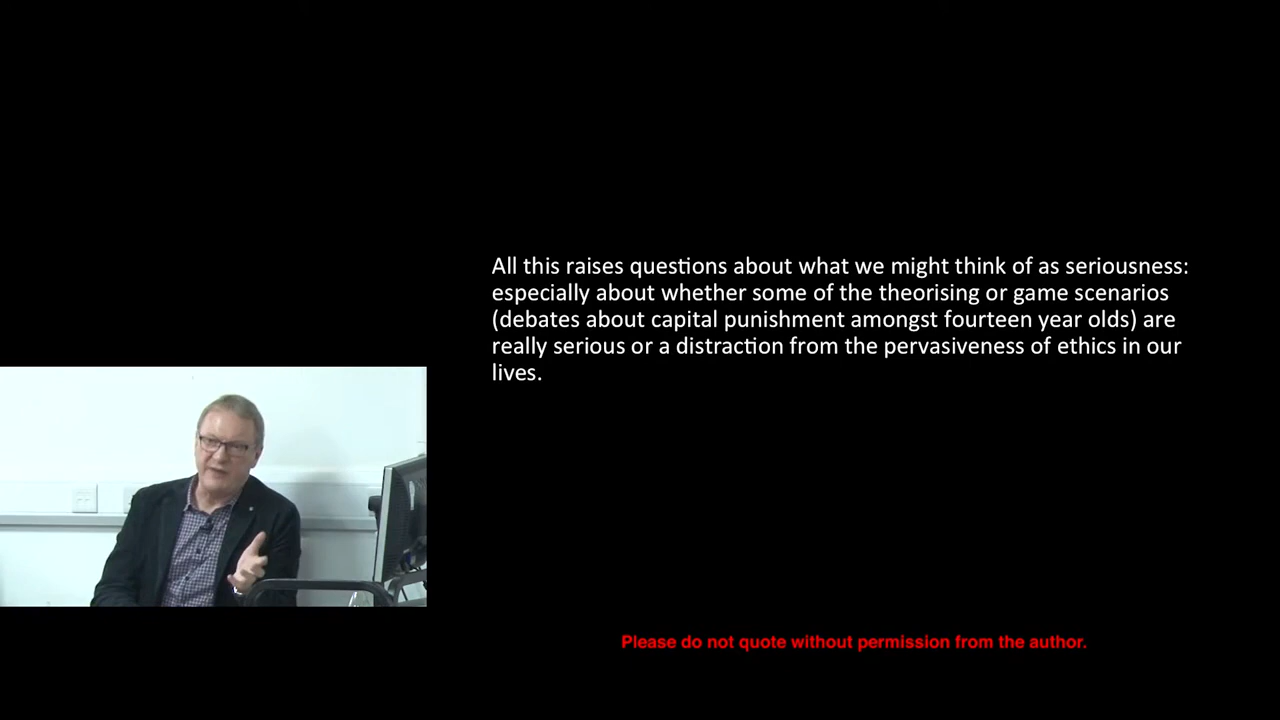 All this raises questions about what we might think of as seriousness:
especially about whether some of the theorising or game scenarios
(debates about capital punishment amongst fourteen year olds) are
really serious or a distraction from the pervasiveness of ethics in our
lives.
Please do not quote without permission from the author.